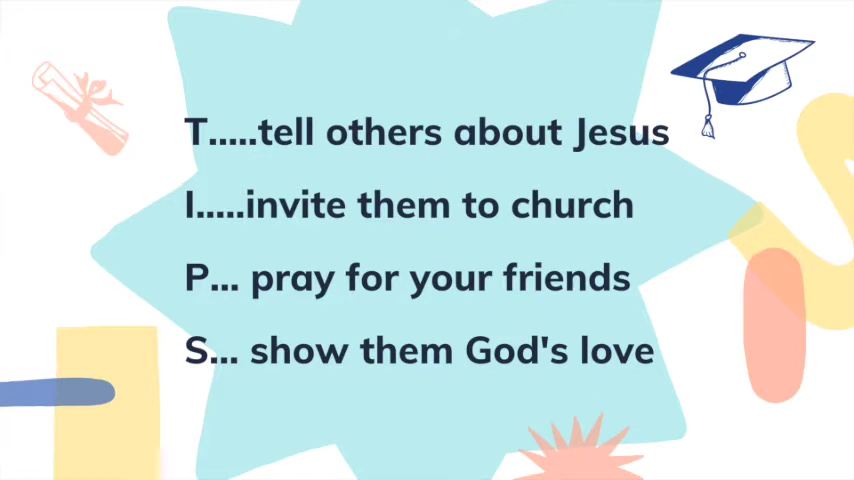 T.....tell others about Jesus
I.....invite them to church
P... pray for your friends
S... show them God's love